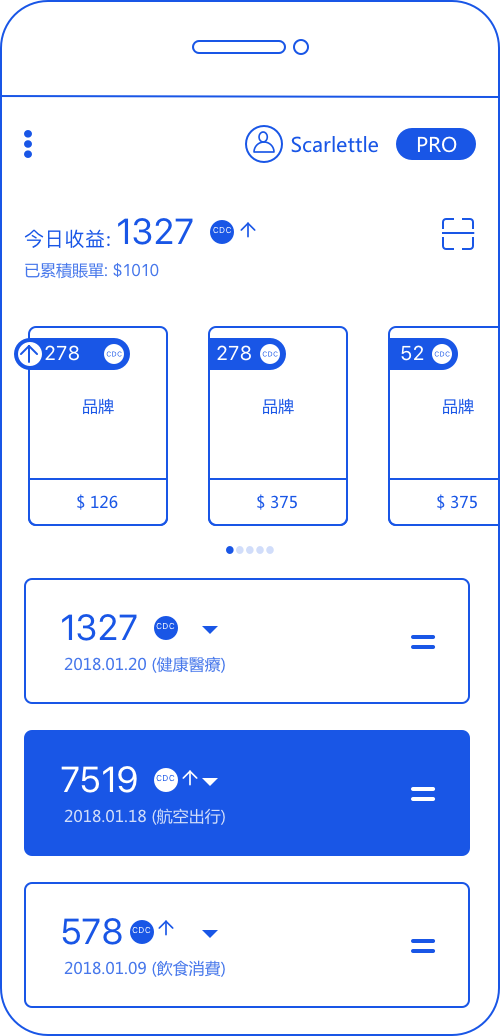 Scarlettle PRO
今日收益: 1327 CDC
已累積賬單: $1010
278 CDC 278 CDC 52 CDC
品牌 品牌 品牌
$ 126 $ 375 $ 375
1327 CDC
2018.01.20 (健康醫療)
7519 CDC
2018.01.18 (航空出行)
578 CDC
2018.01.09 (飲食消費)